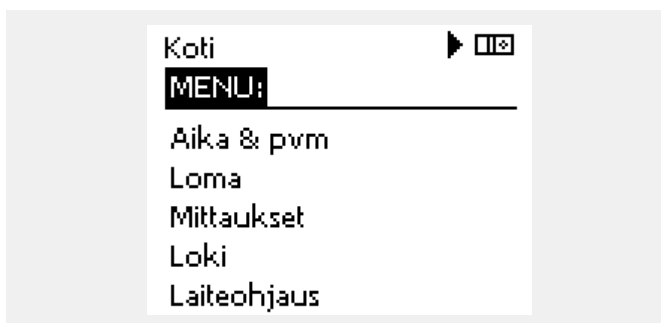 Koti
MENU:
Aika & pvm
Loma
Mittaukset
Loki
Laiteohjaus